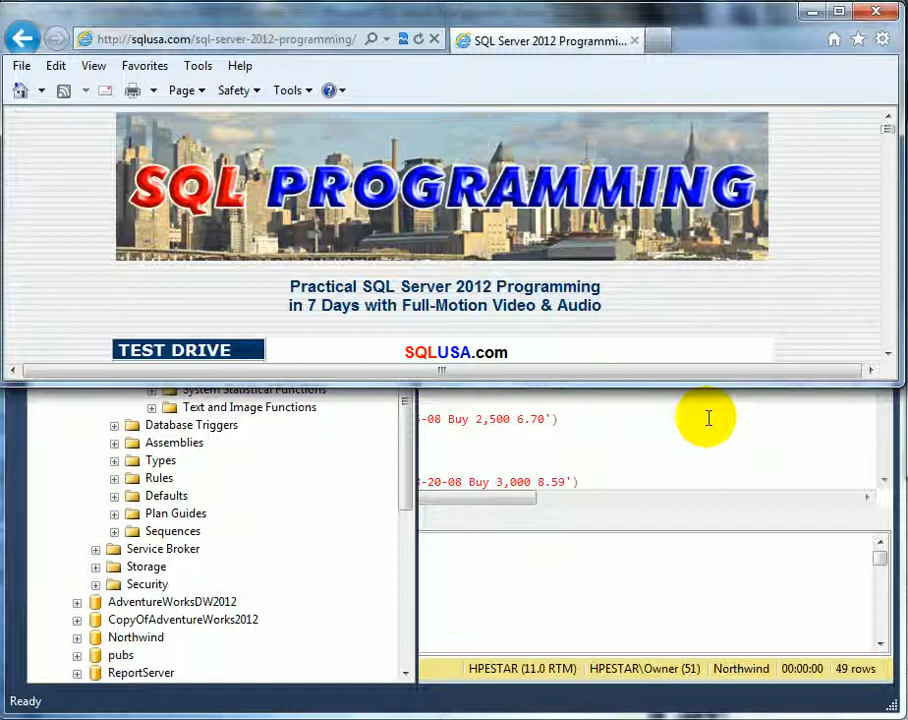 http://sqlusa.com/sql-server-2012-programming/
SQL Server 2012 Programmi...
File Edit View Favorites Tools Help
Page Safety Tools
SQL PROGRAMMING
Practical SQL Server 2012 Programming
in 7 Days with Full-Motion Video & Audio
TEST DRIVE
SQLUSA.com
System Statistical Functions
Text and Image Functions
-08 Buy 2,500 6.70')
Database Triggers
Assemblies
Types
Rules
-20-08 Buy 3,000 8.59')
Defaults
Plan Guides
Sequences
Service Broker
Storage
Security
AdventureWorksDW2012
CopyOfAdventureWorks2012
Northwind
pubs
ReportServer
HPESTAR (11.0 RTM) HPESTAR\Owner (51) Northwind 00:00:00 49 rows
Ready